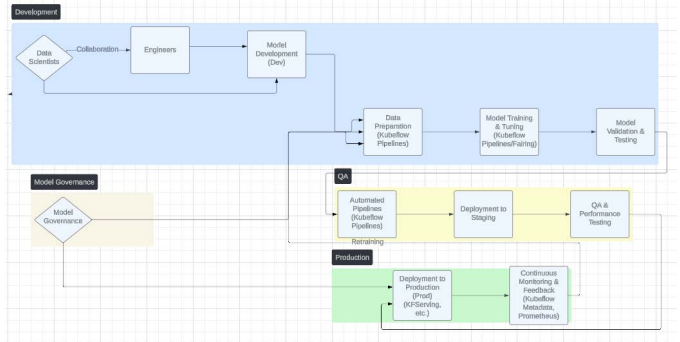 Development
Data
Scientists
Collaboration
Engineers
Model
Development
(Dev)
Data
Preparation
(Kubeflow
Pipelines)
Model Training
& Tuning
(Kubeflow
Pipelines/Fairing)
Model
Validation &
Testing
Model Governance
Model
Governance
QA
Automated
Pipelines
(Kubeflow
Pipelines)
Deployment to
Staging
QA &
Performance
Testing
Retraining
Production
Deployment to
Production
(Prod)
(KFServing,
etc.)
Continuous
Monitoring &
Feedback
(Kubeflow
Metadata,
Prometheus)